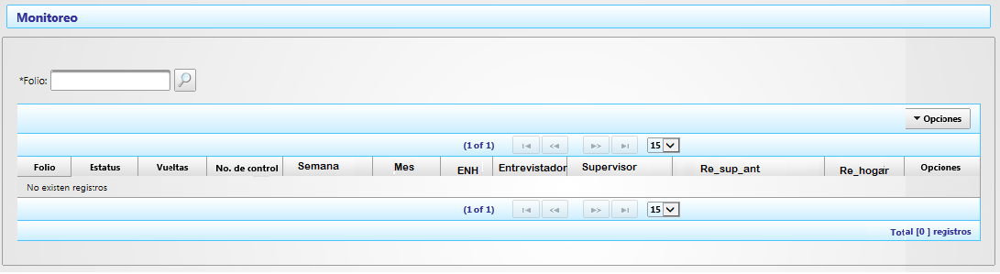 Monitoreo
*Folio:
Opciones
(1 of 1) 15
Folio Estatus Vueltas No. de control Semana Mes ENH Entrevistador Supervisor Re_sup_ant Re_hogar Opciones
No existen registros
(1 of 1) 15
Total [0 ] registros